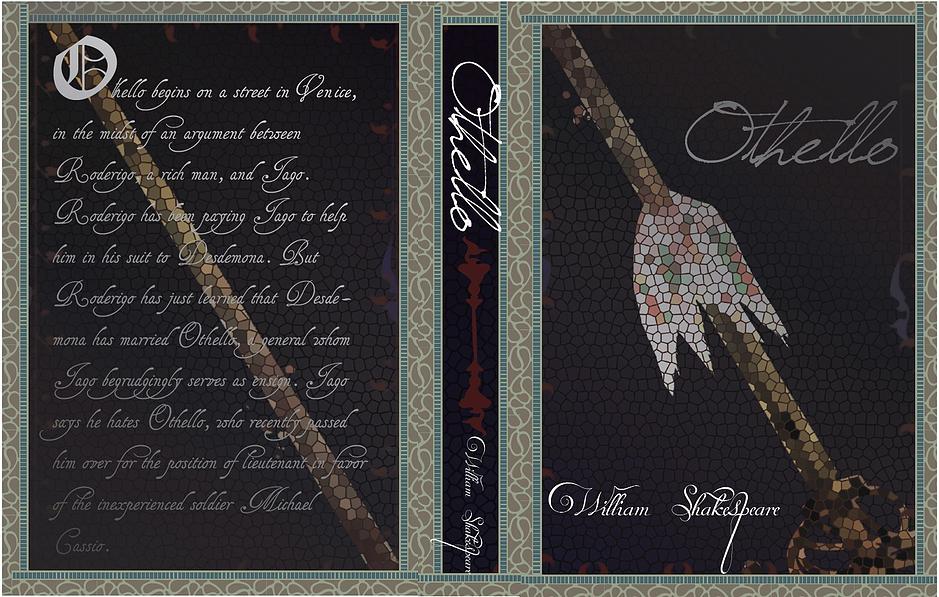 Othello begins on a street in Venice,
in the midst of an argument between
Roderigo, a rich man, and Iago.
Roderigo has been paying Iago to help
him in his suit to Desdemona. But
Roderigo has just learned that Desde-
mona has married Othello, a general whom
Iago begrudgingly serves as ensign. Iago
says he hates Othello, who recently passed
him over for the position of lieutenant in favor
of the inexperienced soldier Michael
Cassio.
Othello
William Shakespeare
Othello
William Shakespeare